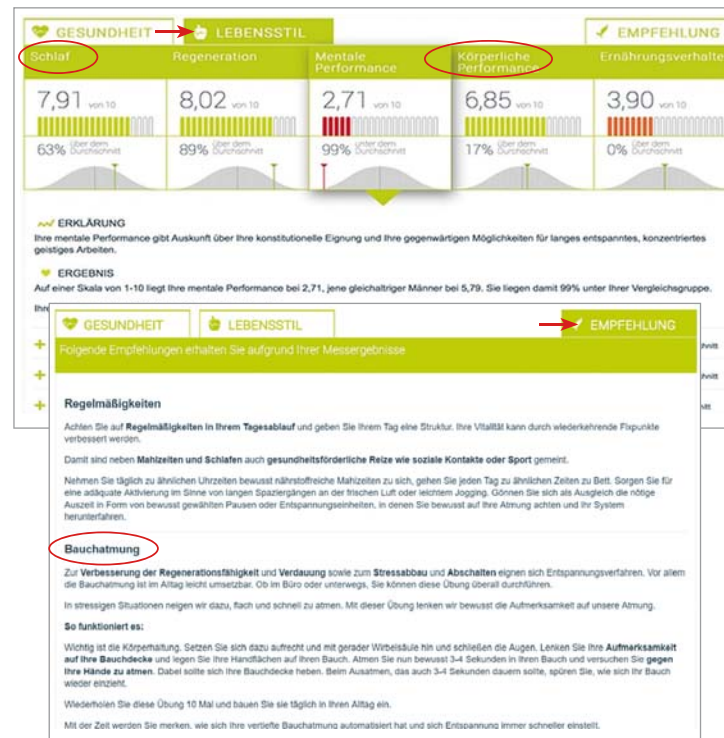 GESUNDHEIT
LEBENSSTIL
EMPFEHLUNG
Schlaf
Regeneration
Mentale
Performance
Körperliche
Performance
Ernährungsverhalte
7,91 von 10
8,02 von 10
2,71 von 10
6,85 von 10
3,90 von 10
63% über dem
Durchschnitt
89% über dem
Durchschnitt
99% unter dem
Durchschnitt
17% über dem
Durchschnitt
0% über dem
Durchschnitt
ERKLÄRUNG
Ihre mentale Performance gibt Auskunft über Ihre konstitutionelle Eignung und Ihre gegenwärtigen Möglichkeiten für langes entspanntes, konzentriertes
geistiges Arbeiten.
ERGEBNIS
Auf einer Skala von 1-10 liegt Ihre mentale Performance bei 2,71, jene gleichaltriger Männer bei 5,79. Sie liegen damit 99% unter Ihrer Vergleichsgruppe.
GESUNDHEIT
LEBENSSTIL
EMPFEHLUNG
Folgende Empfehlungen erhalten Sie aufgrund Ihrer Messergebnisse
Regelmäßigkeiten
Achten Sie auf Regelmäßigkeiten in Ihrem Tagesablauf und geben Sie Ihrem Tag eine Struktur. Ihre Vitalität kann durch wiederkehrende Fixpunkte
verbessert werden.
Damit sind neben Mahlzeiten und Schlafen auch gesundheitsförderliche Reize wie soziale Kontakte oder Sport gemeint.
Nehmen Sie täglich zu ähnlichen Uhrzeiten bewusst nährstoffreiche Mahlzeiten zu sich, gehen Sie jeden Tag zu ähnlichen Zeiten zu Bett. Sorgen Sie für
eine adäquate Aktivierung im Sinne von langen Spaziergängen an der frischen Luft oder leichtem Jogging. Gönnen Sie sich als Ausgleich die nötige
Auszeit in Form von bewusst gewählten Pausen oder Entspannungseinheiten, in denen Sie bewusst auf Ihre Atmung achten und Ihr System
herunterfahren.
Bauchatmung
Zur Verbesserung der Regenerationsfähigkeit und Verdauung sowie zum Stressabbau und Abschalten eignen sich Entspannungsverfahren. Vor allem
die Bauchatmung ist im Alltag leicht umsetzbar. Ob im Büro oder unterwegs, Sie können diese Übung überall durchführen.
In stressigen Situationen neigen wir dazu, flach und schnell zu atmen. Mit dieser Übung lenken wir bewusst die Aufmerksamkeit auf unsere Atmung.
So funktioniert es:
Wichtig ist die Körperhaltung. Setzen Sie sich dazu aufrecht und mit gerader Wirbelsäule hin und schließen die Augen. Lenken Sie Ihre Aufmerksamkeit
auf Ihre Bauchdecke und legen Sie Ihre Handflächen auf Ihren Bauch. Atmen Sie nun bewusst 3-4 Sekunden in Ihren Bauch und versuchen Sie gegen
Ihre Hände zu atmen. Dabei sollte sich Ihre Bauchdecke heben. Beim Ausatmen, das auch 3-4 Sekunden dauern sollte, spüren Sie, wie sich Ihr Bauch
wieder einzieht.
Wiederholen Sie diese Übung 10 Mal und bauen Sie sie täglich in Ihren Alltag ein.
Mit der Zeit werden Sie merken, wie sich Ihre vertiefte Bauchatmung automatisiert hat und sich Entspannung immer schneller einstellt.